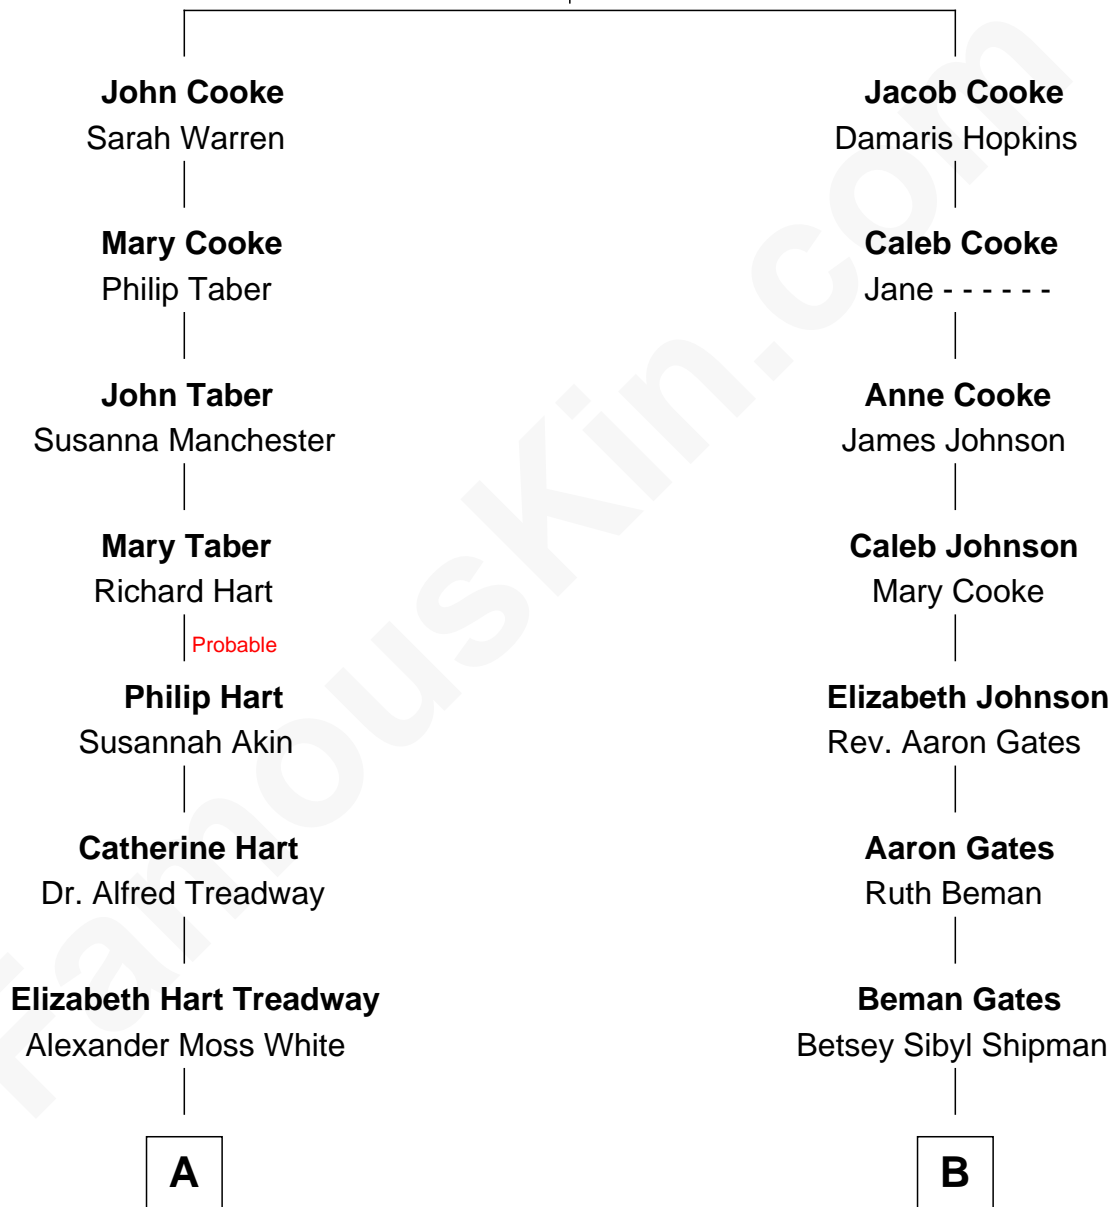 John Cooke
Sarah Warren
Mary Cooke
Philip Taber
John Taber
Susanna Manchester
Mary Taber
Richard Hart
Probable
Philip Hart
Susannah Akin
Catherine Hart
Dr. Alfred Treadway
Elizabeth Hart Treadway
Alexander Moss White
A
Jacob Cooke
Damaris Hopkins
Caleb Cooke
Jane - - - - - -
Anne Cooke
James Johnson
Caleb Johnson
Mary Cooke
Elizabeth Johnson
Rev. Aaron Gates
Aaron Gates
Ruth Beman
Beman Gates
Betsey Sibyl Shipman
B
FamousKin.com